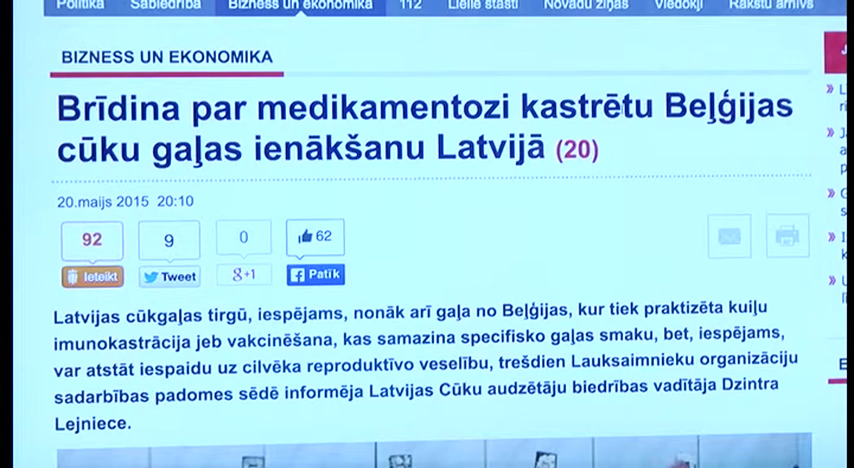 Politika Sabiedrība Bizness un ekonomika 112 Lielie stāsti Novadu ziņas Viedokļi Rakstu arhīvs
BIZNESS UN EKONOMIKA
Brīdina par medikamentozi kastrētu Beļģijas
cūku gaļas ienākšanu Latvijā (20)
20.maijs 2015 20:10
92 9 0 62
Ieteikt Tweet g+1 Patīk
Latvijas cūkgaļas tirgū, iespējams, nonāk arī gaļa no Beļģijas, kur tiek praktizēta kuiļu
imunokastrācija jeb vakcinēšana, kas samazina specifisko gaļas smaku, bet, iespējams,
var atstāt iespaidu uz cilvēka reproduktīvo veselību, trešdien Lauksaimnieku organizāciju
sadarbības padomes sēdē informēja Latvijas Cūku audzētāju biedrības vadītāja Dzintra
Lejniece.